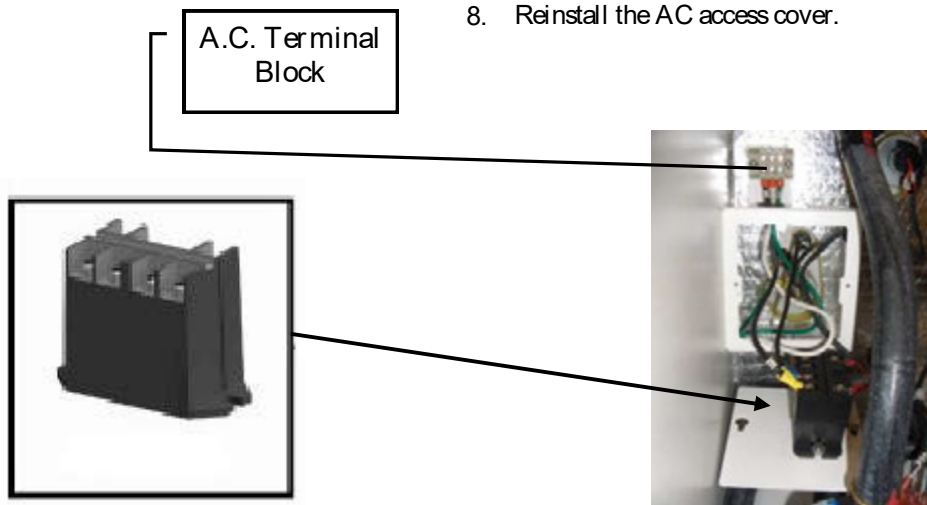 A.C. Terminal
Block
8. Reinstall the AC access cover.